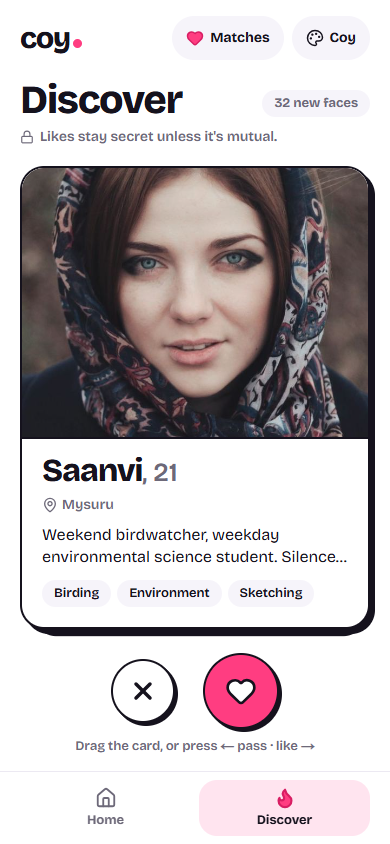 coy.
Matches
Coy
Discover
32 new faces
Likes stay secret unless it's mutual.
Saanvi, 21
Mysuru
Weekend birdwatcher, weekday
environmental science student. Silence...
Birding
Environment
Sketching
Drag the card, or press ← pass · like →
Home
Discover